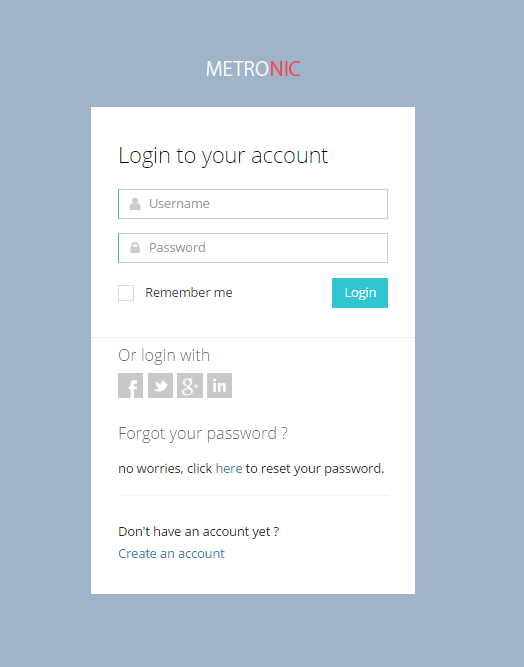 METRONIC
Login to your account
Username
Password
Remember me
Login
Or login with
Forgot your password ?
no worries, click here to reset your password.
Don't have an account yet ?
Create an account